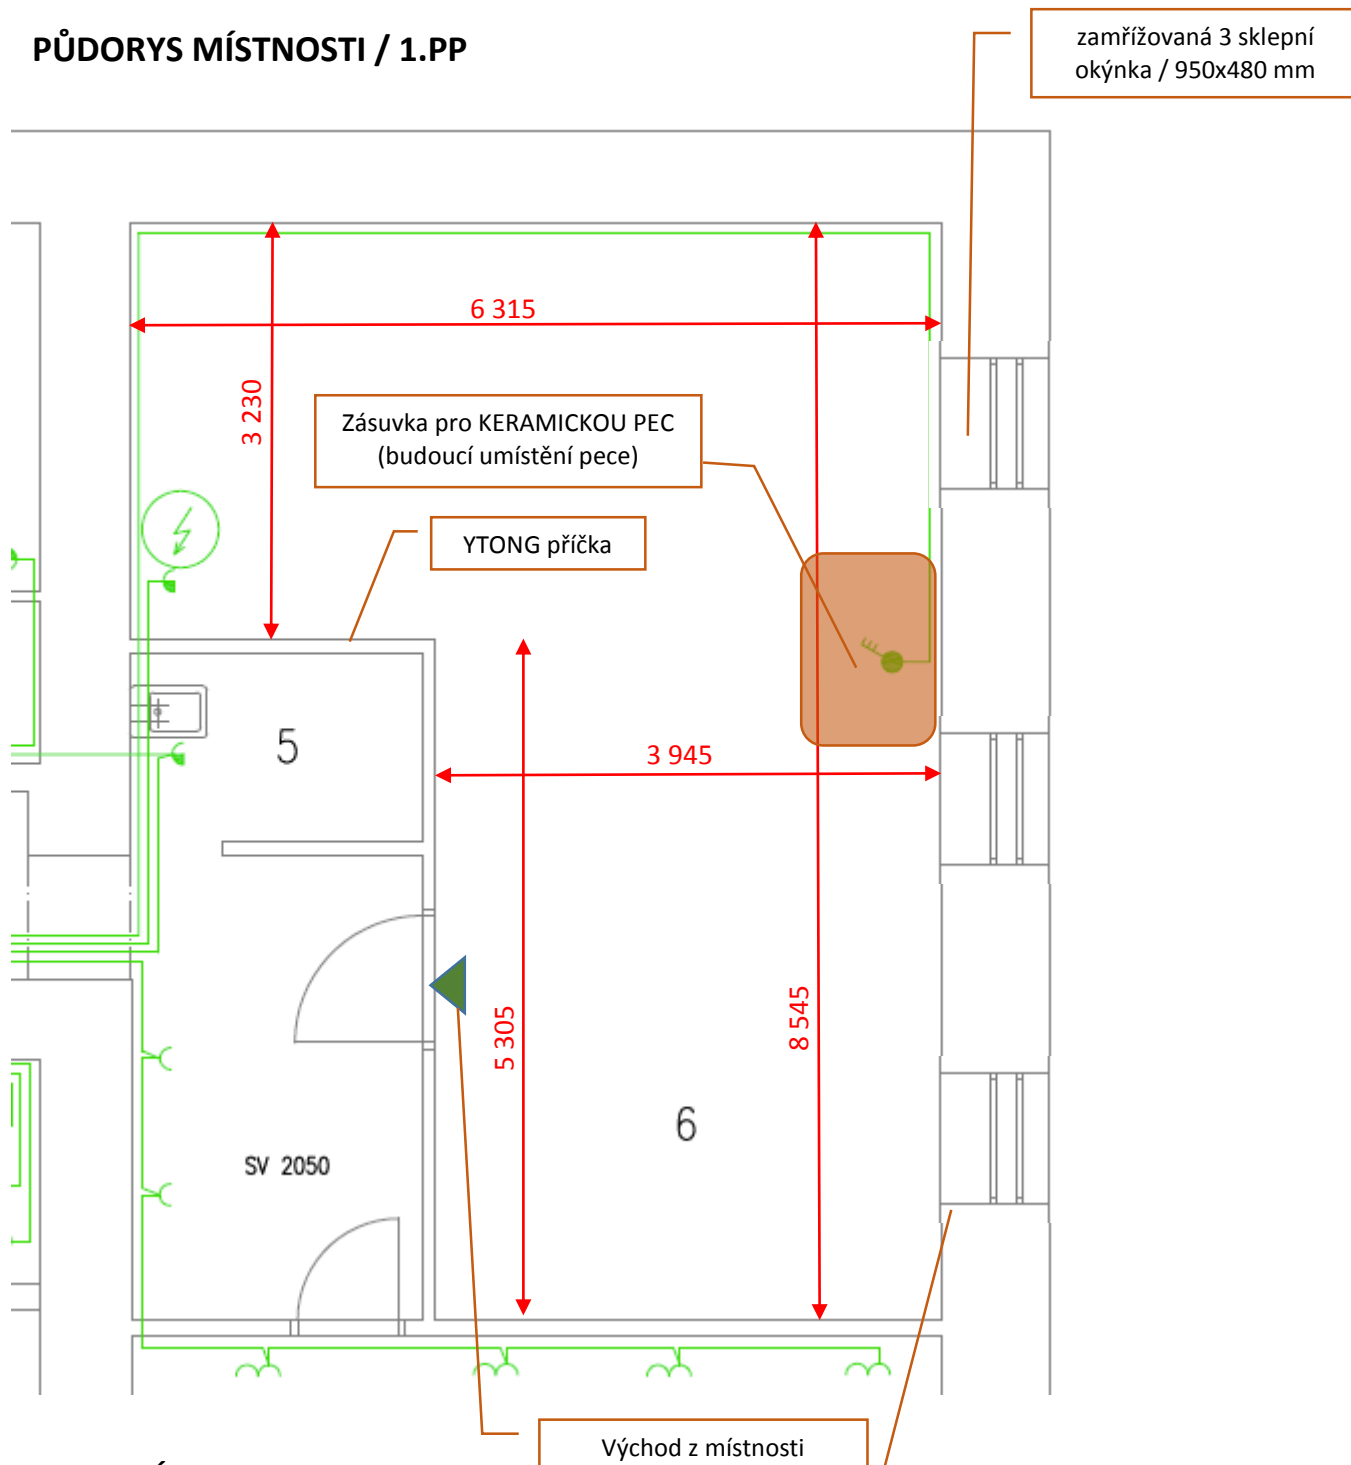 PŮDORYS MÍSTNOSTI / 1.PP
zamřížovaná 3 sklepní
okýnka / 950x480 mm
6 315
3 230
Zásuvka pro KERAMICKOU PEC
(budoucí umístění pece)
YTONG příčka
5
3 945
5 305
8 545
6
SV 2050
Východ z místnosti